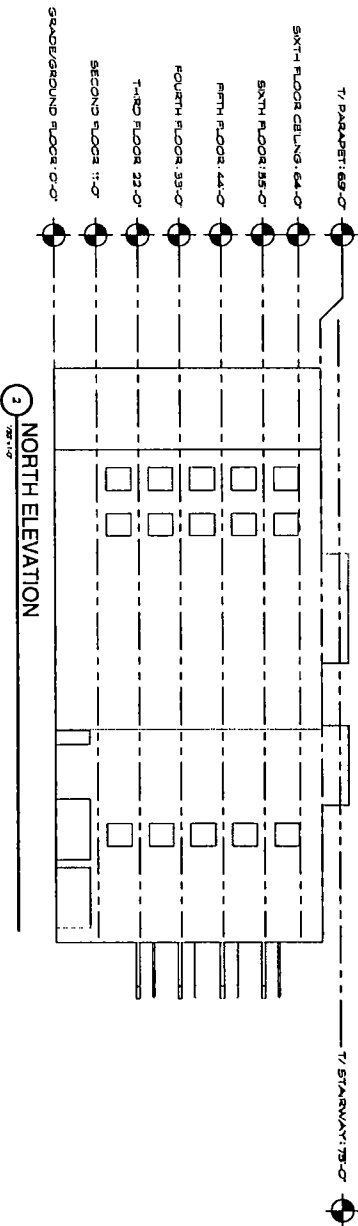 T/ PARAPET: 69'-0"
SIXTH FLOOR CEILING: 64'-0"
SIXTH FLOOR: 55'-0"
FIFTH FLOOR: 44'-0"
FOURTH FLOOR: 33'-0"
THIRD FLOOR: 22'-0"
SECOND FLOOR: 11'-0"
GRADE/GROUND FLOOR: 0'-0"
T/ STAIRWAY: 75'-0"
2
NORTH ELEVATION